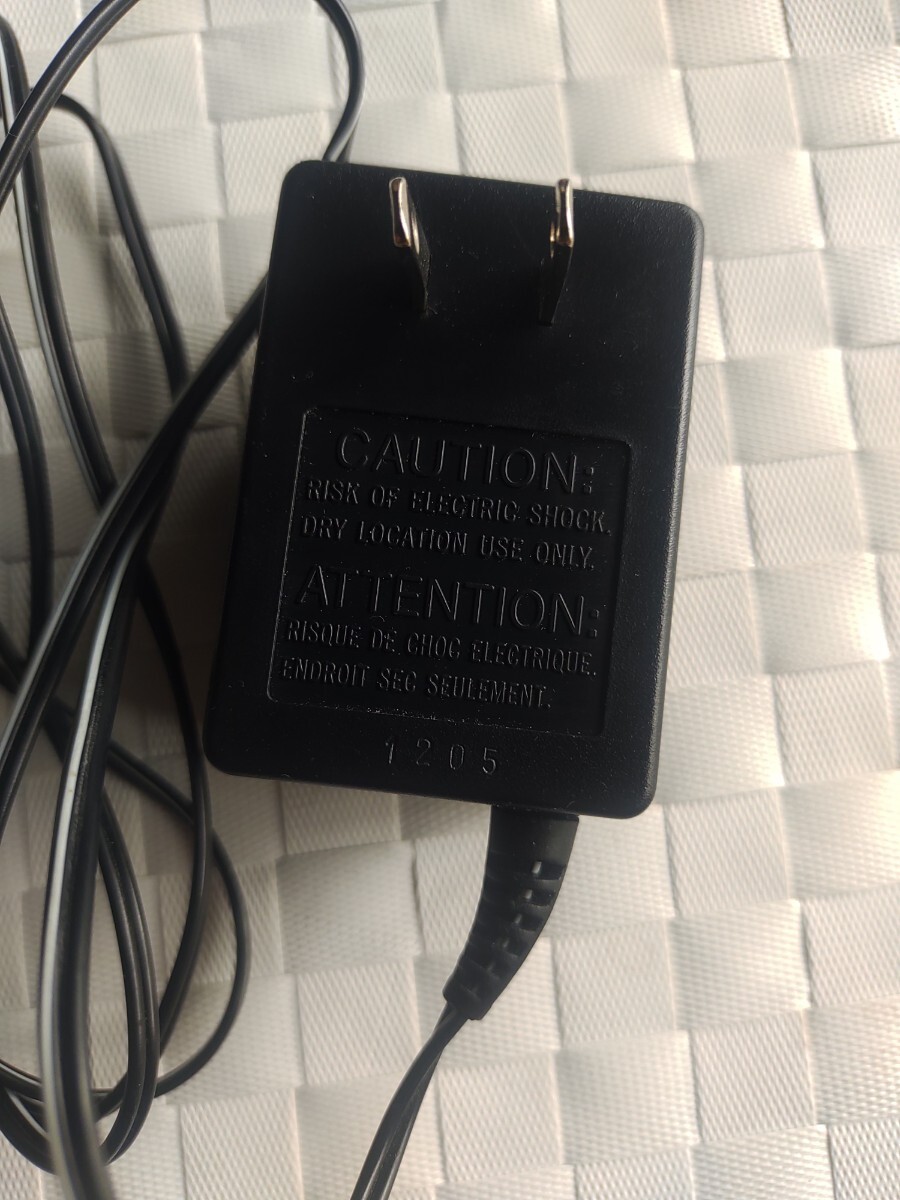 CAUTION:
RISK OF ELECTRIC SHOCK.
DRY LOCATION USE ONLY.
ATTENTION:
RISQUE DE CHOC ELECTRIQUE.
ENDROIT SEC SEULEMENT.
1205